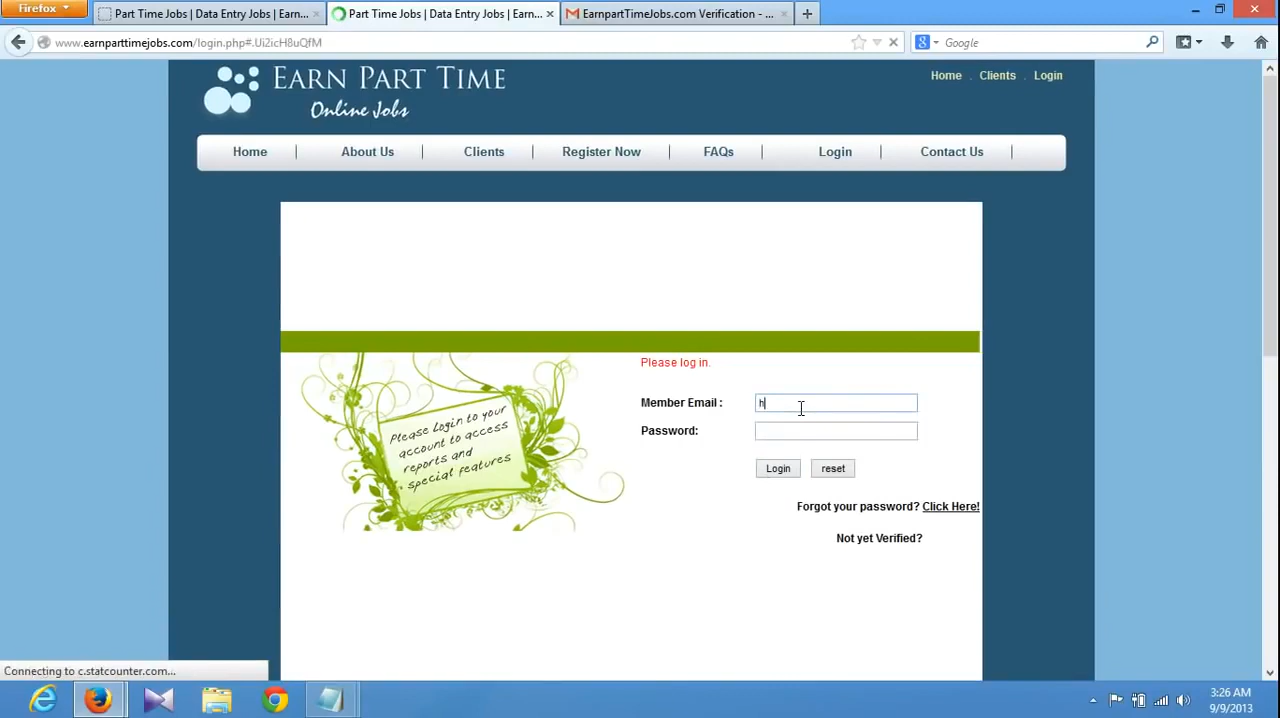 Firefox
Part Time Jobs | Data Entry Jobs | Earn...
Part Time Jobs | Data Entry Jobs | Earn...
EarnpartTimeJobs.com Verification - ...
www.earnparttimejobs.com/login.php#.Ui2icH8uQfM
Google
EARN PART TIME
Online Jobs
Home . Clients . Login
Home
About Us
Clients
Register Now
FAQs
Login
Contact Us
Please log in.
Member Email :
h
Password:
Login
reset
Please Login to your
account to access
reports and
special features
Forgot your password? Click Here!
Not yet Verified?
Connecting to c.statcounter.com...
3:26 AM
9/9/2013